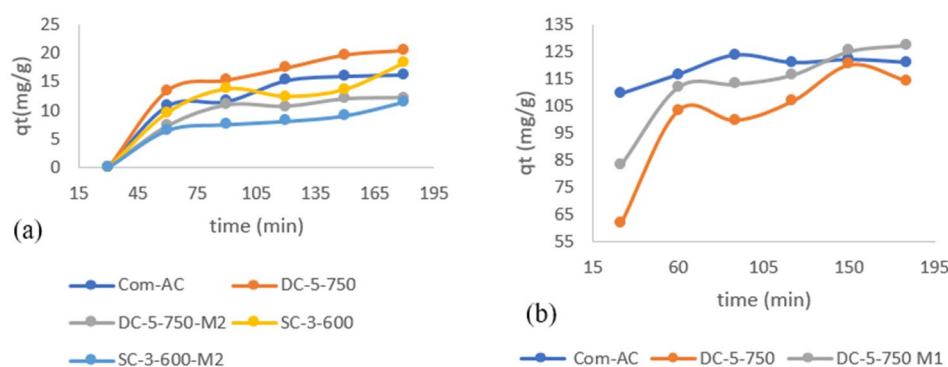 25
20
15
10
5
0
qt(mg/g)
15 45 75 105 135 165 195
time (min)
(a)
Com-AC DC-5-750
DC-5-750-M2 SC-3-600
SC-3-600-M2
135
125
115
105
95
85
75
65
55
qt (mg/g)
15 60 105 150 195
time (min)
(b)
Com-AC DC-5-750 DC-5-750 M1